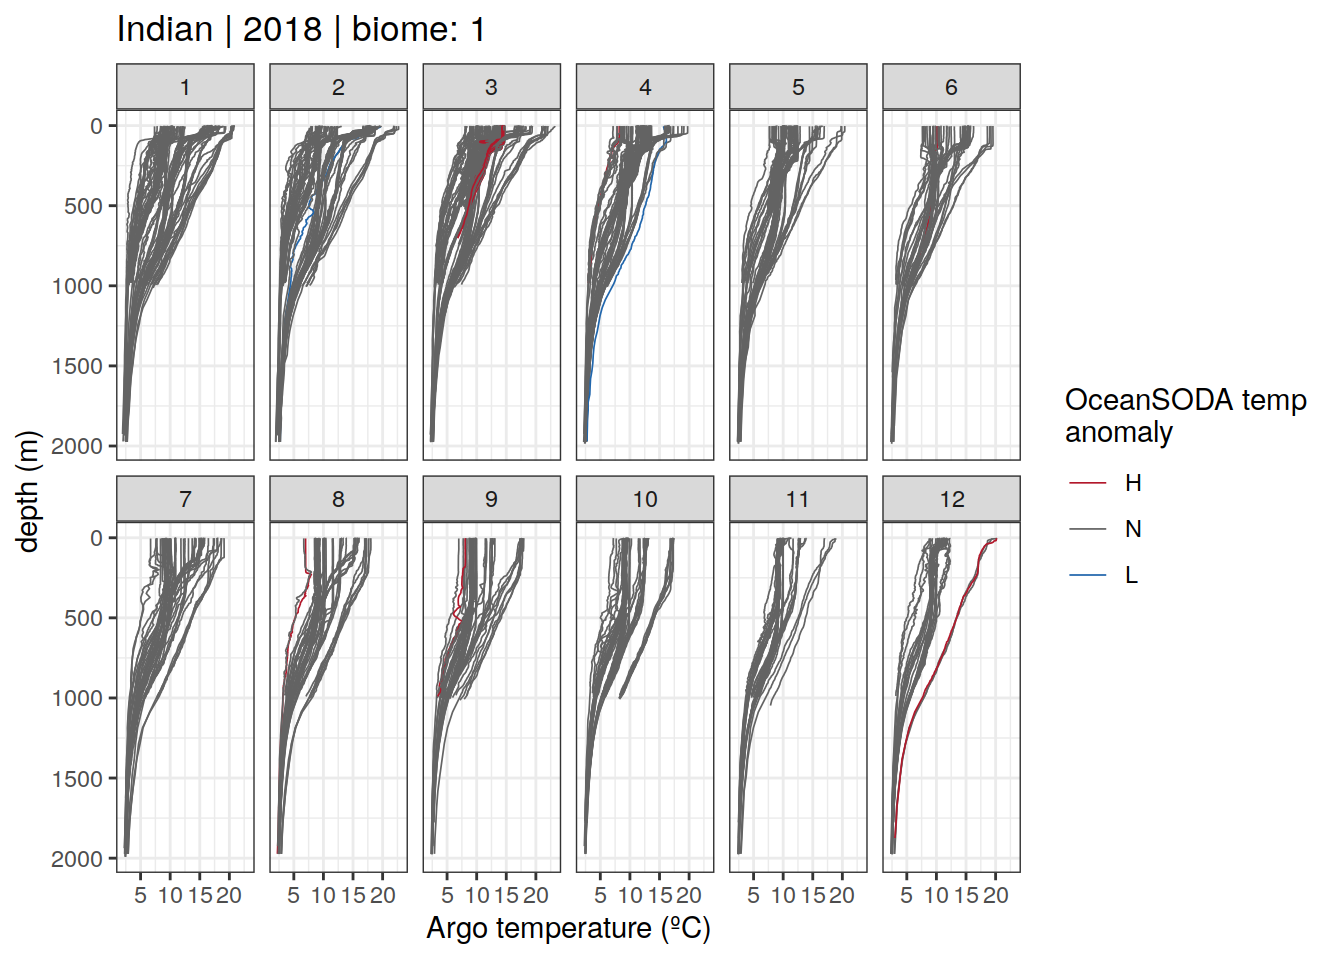 Indian | 2018 | biome: 1
1 2 3 4 5 6
0
500
1000
1500
2000
7 8 9 10 11 12
0
500
1000
1500
2000
5 10 15 20 5 10 15 20 5 10 15 20 5 10 15 20 5 10 15 20 5 10 15 20
Argo temperature (ºC)
depth (m)
OceanSODA temp
anomaly
H
N
L